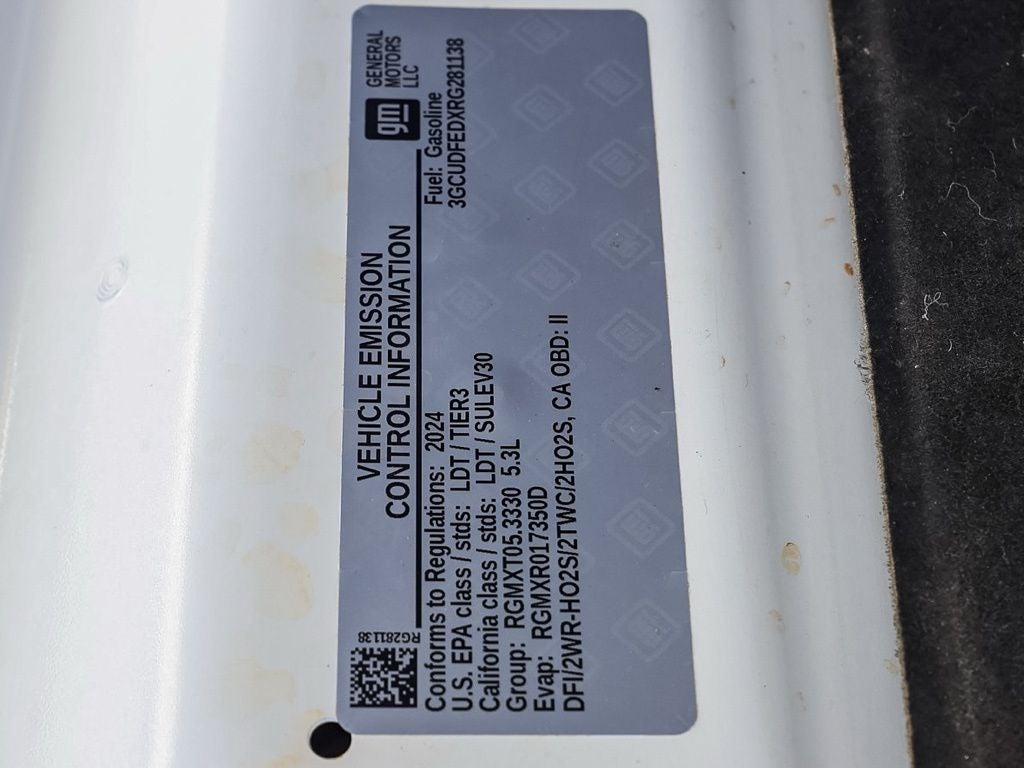 RG281138
VEHICLE EMISSION
CONTROL INFORMATION
gm
GENERAL
MOTORS
LLC
Conforms to Regulations: 2024
Fuel: Gasoline
U.S. EPA class / stds: LDT / TIER3
3GCUDFEDXRG281138
California class / stds: LDT / SULEV30
Group: RGMXT05.3330 5.3L
Evap: RGMXR017350D
DFI/2WR-HO2S/2TWC/2HO2S, CA OBD: II